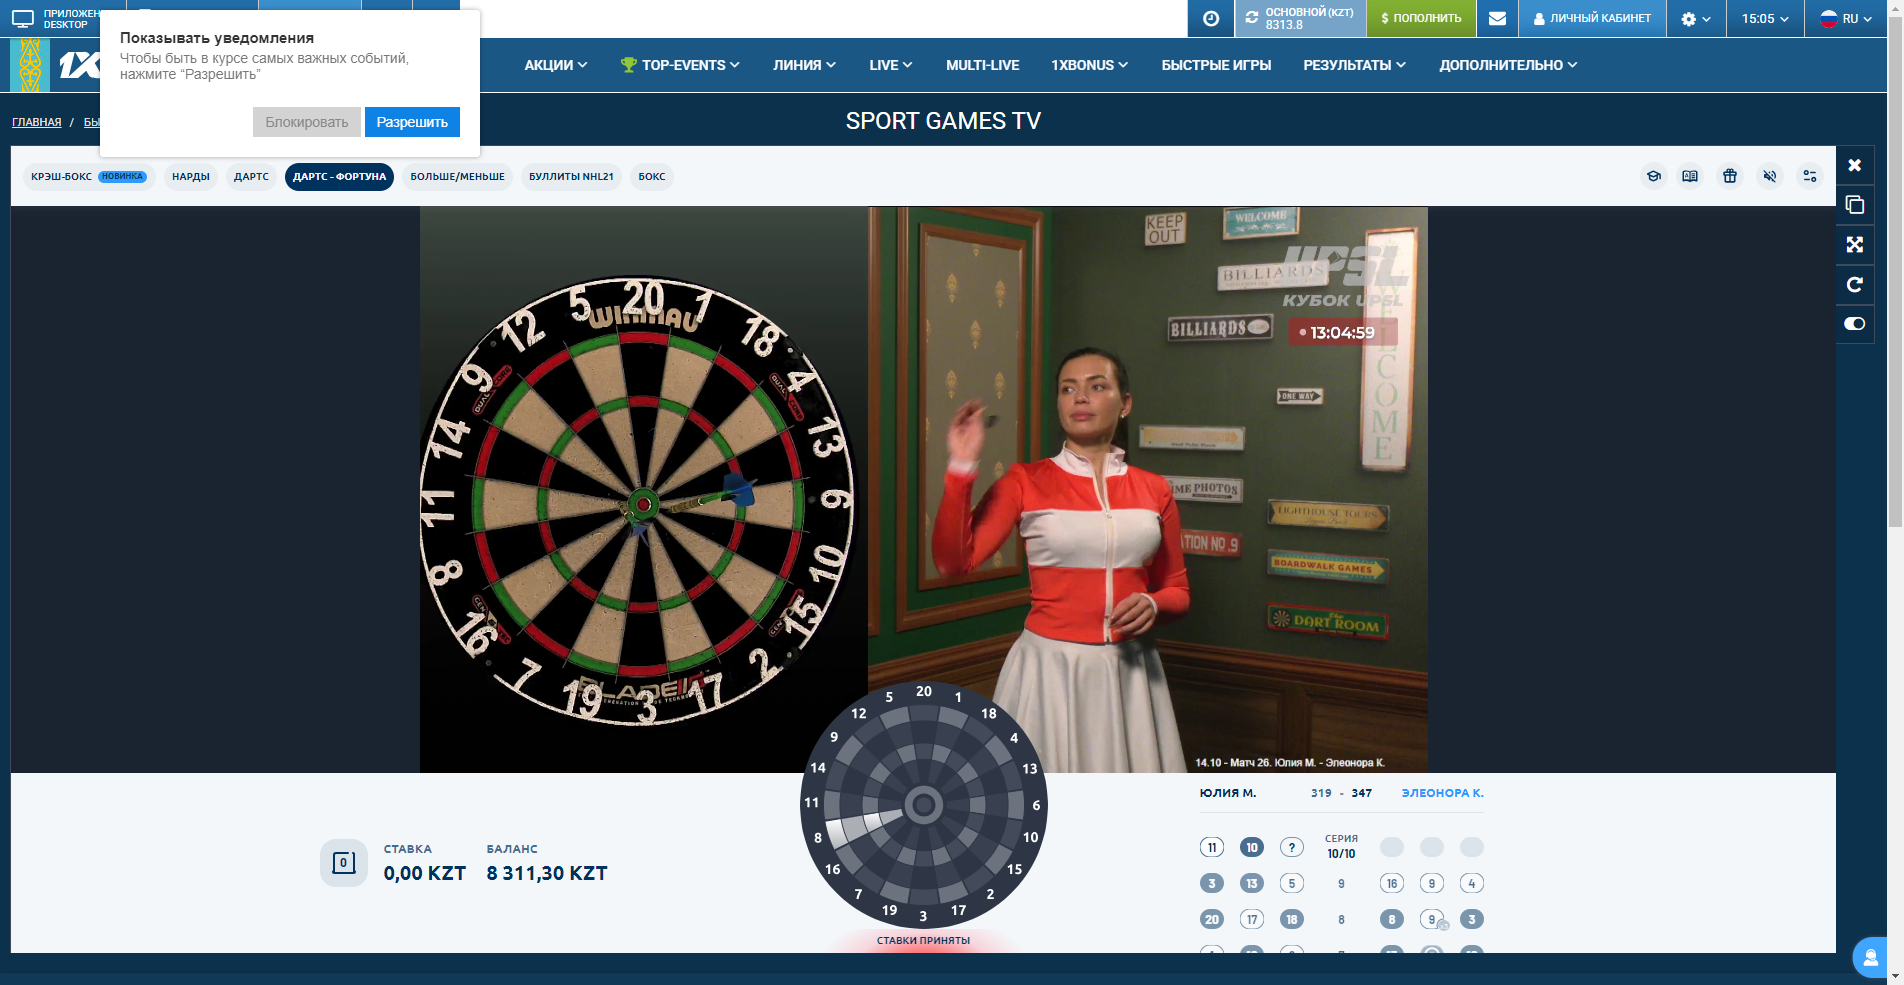 ПРИЛОЖЕН
DESKTOP
Показывать уведомления
Чтобы быть в курсе самых важных событий,
нажмите “Разрешить”
Блокировать
Разрешить
ОСНОВНОЙ (KZT)
8313.8
$ ПОПОЛНИТЬ
ЛИЧНЫЙ КАБИНЕТ
15:05
RU
1X
АКЦИИ
TOP-EVENTS
ЛИНИЯ
LIVE
MULTI-LIVE
1XBONUS
БЫСТРЫЕ ИГРЫ
РЕЗУЛЬТАТЫ
ДОПОЛНИТЕЛЬНО
ГЛАВНАЯ / БЫ
SPORT GAMES TV
КРЭШ-БОКС НОВИНКА
НАРДЫ
ДАРТС
ДАРТС - ФОРТУНА
БОЛЬШЕ/МЕНЬШЕ
БУЛЛИТЫ NHL21
БОКС
20 1 18 4 13 6 10 15 2 17 3 19 7 16 8 11 14 9 12 5
WINMAU
BLADE
KEEP
OUT
WELCOME
BILLIARDS
UPSL
КУБОК UPSL
BILLIARDS
13:04:59
WELCOME
ONE WAY
TIME PHOTOS
LIGHTHOUSE TOURS
ATION NO.9
BOARDWALK GAMES
The
DART ROOM
14.10 - Матч 26. Юлия М. - Элеонора К.
20 1 18 4 13 6 10 15 2 17 3 19 7 16 8 11 14 9 12 5
СТАВКИ ПРИНЯТЫ
0
СТАВКА
0,00 KZT
БАЛАНС
8 311,30 KZT
ЮЛИЯ М.
319 - 347
ЭЛЕОНОРА К.
11 10 ? СЕРИЯ
10/10
3 13 5 9 16 9 4
20 17 18 8 8 9 3